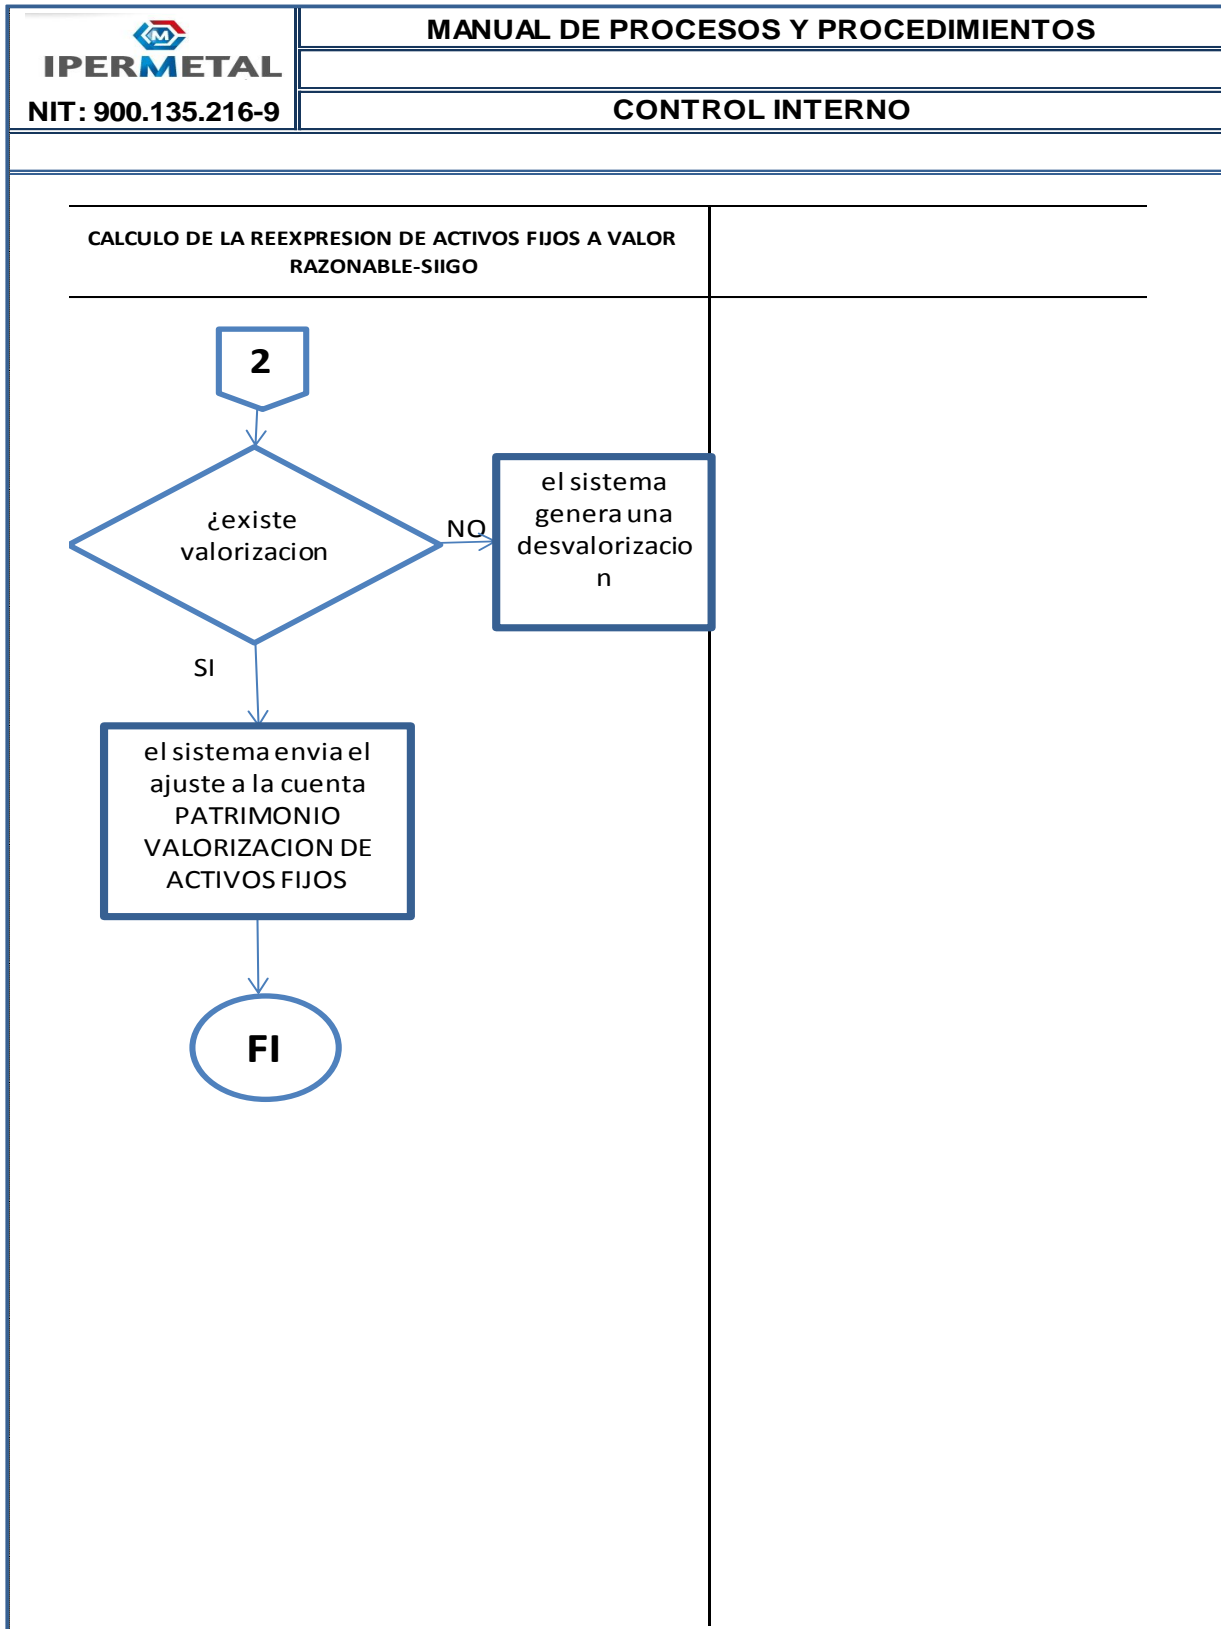 IPERMETAL
NIT: 900.135.216-9
MANUAL DE PROCESOS Y PROCEDIMIENTOS
CONTROL INTERNO
CALCULO DE LA REEXPRESION DE ACTIVOS FIJOS A VALOR
RAZONABLE-SIIGO
2
¿existe
valorizacion
NO
el sistema
genera una
desvalorizacio
n
SI
el sistema envia el
ajuste a la cuenta
PATRIMONIO
VALORIZACION DE
ACTIVOS FIJOS
FI